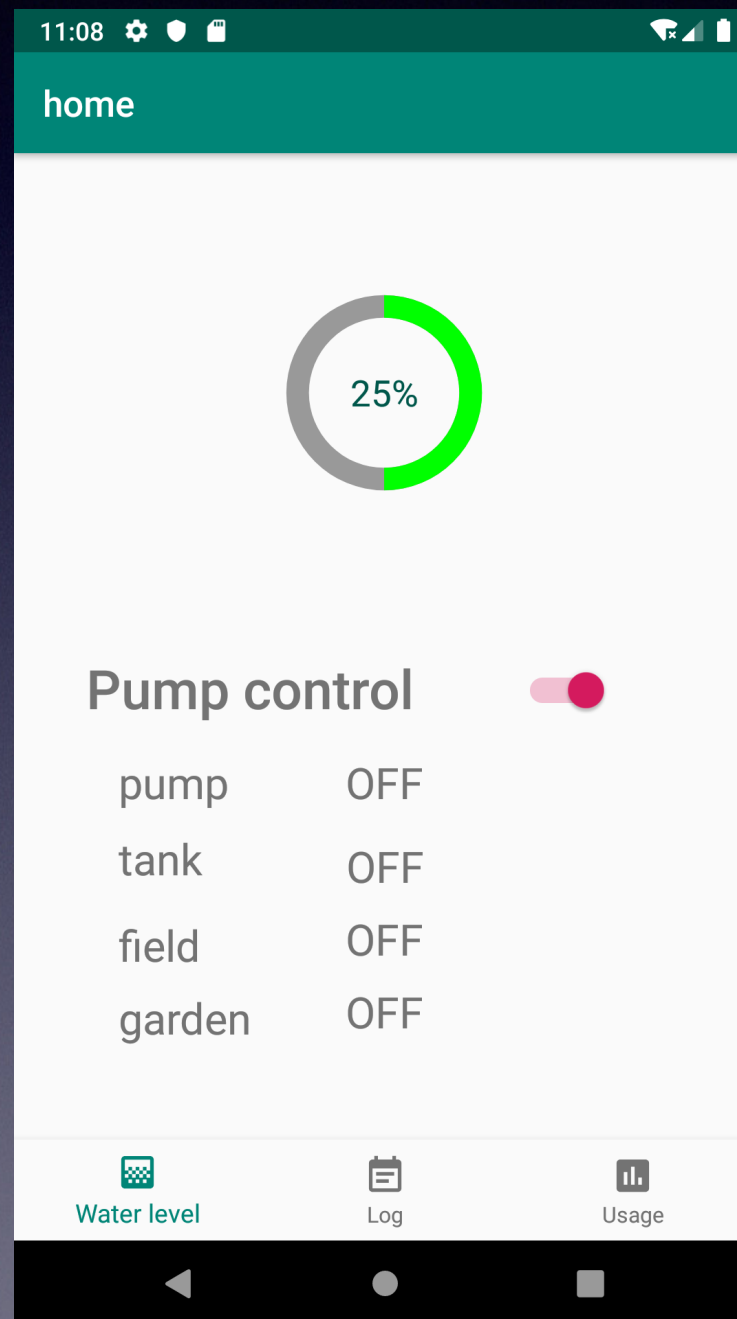 11:08
home
25%
Pump control
pump OFF
tank OFF
field OFF
garden OFF
Water level Log Usage